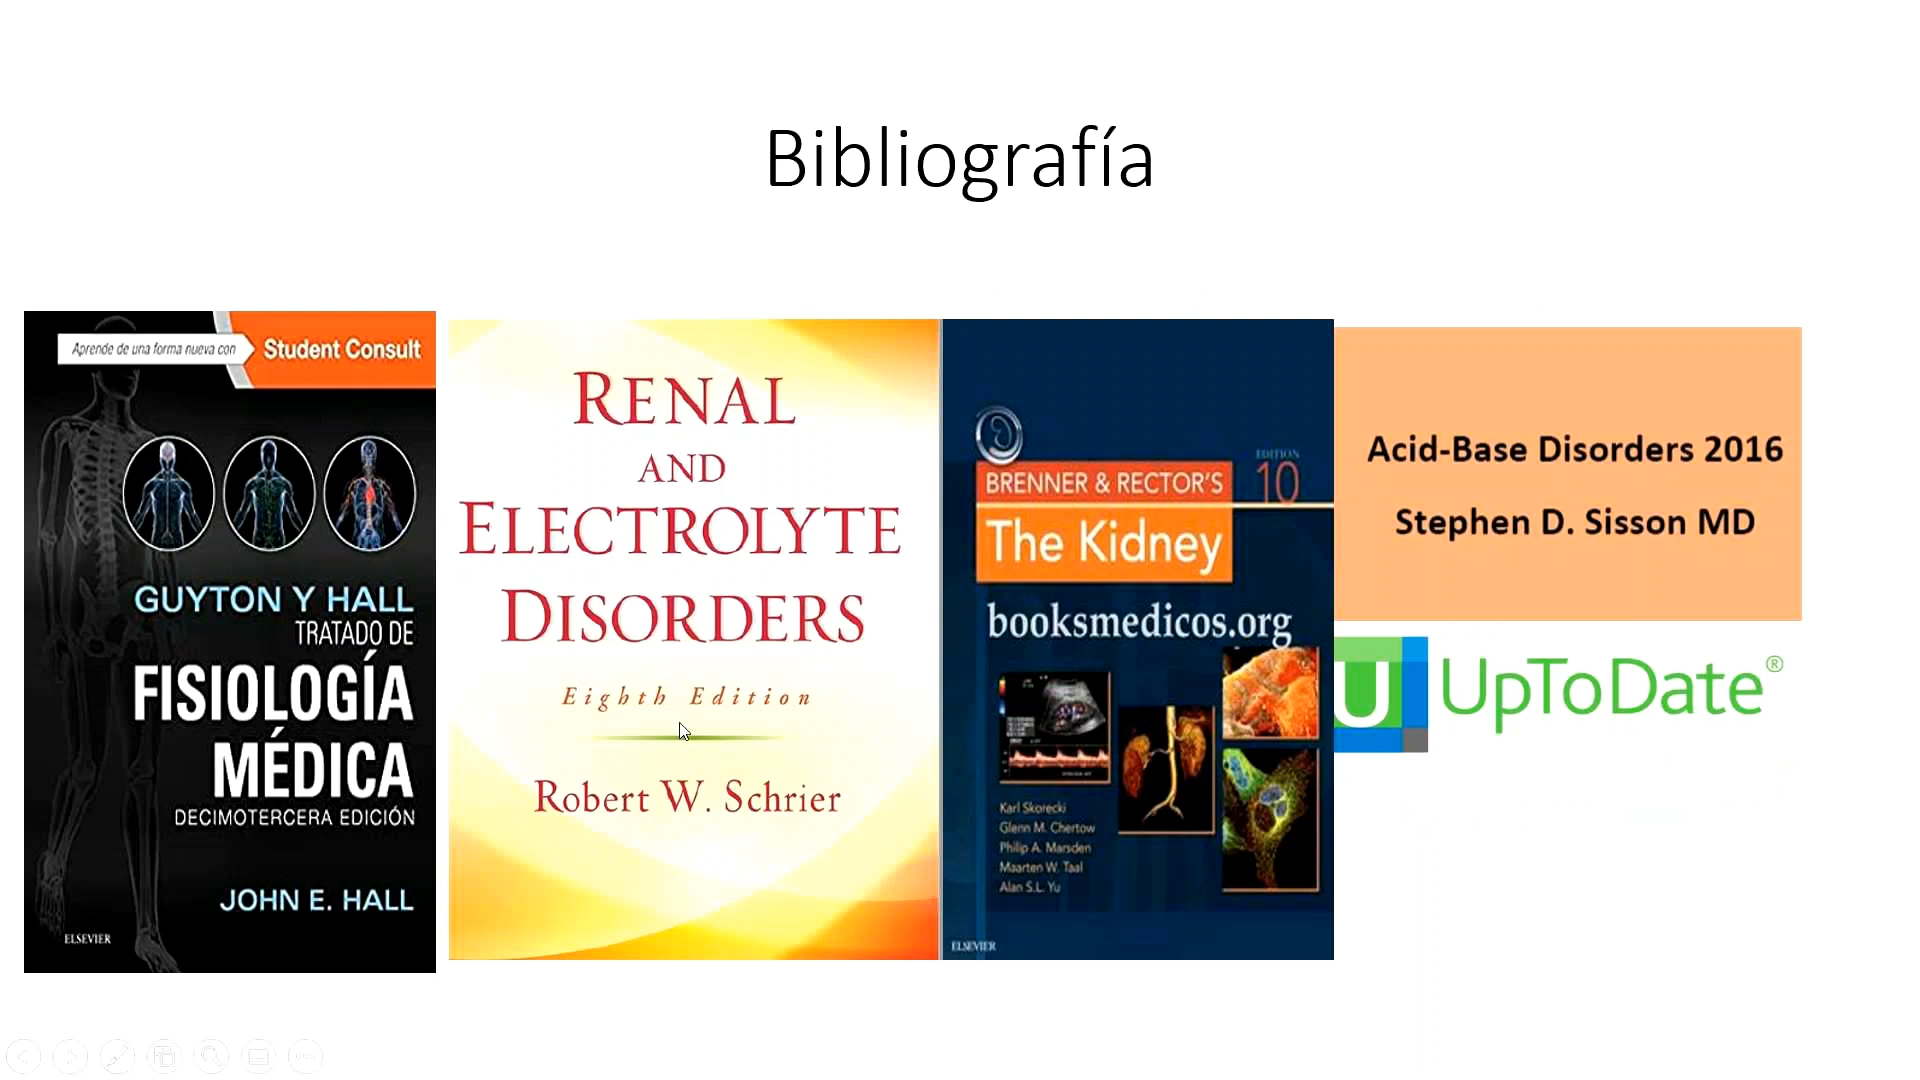 Bibliografía
Aprende de una forma nueva con
Student Consult
GUYTON Y HALL
TRATADO DE
FISIOLOGÍA
MÉDICA
DECIMOTERCERA EDICIÓN
JOHN E. HALL
ELSEVIER
RENAL
AND
ELECTROLYTE
DISORDERS
Eighth Edition
Robert W. Schrier
EDITION
10
BRENNER & RECTOR'S
The Kidney
booksmedicos.org
Karl Skorecki
Glenn M. Chertow
Philip A. Marsden
Maarten W. Taal
Alan S.L. Yu
ELSEVIER
Acid-Base Disorders 2016
Stephen D. Sisson MD
U UpToDate®